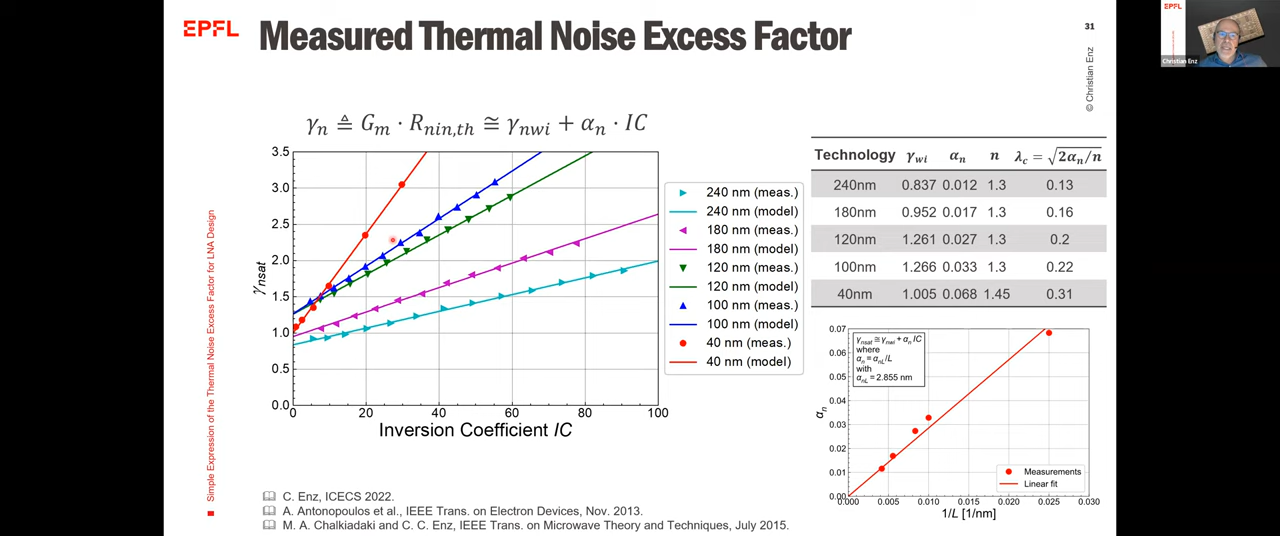 EPFL
Measured Thermal Noise Excess Factor
31
© Christian Enz
EPFL
Christian Enz
Simple Expression of the Thermal Noise Excess Factor for LNA Design
γₙ ≜ Gₘ · Rₙᵢₙ,ₜₕ ≅ γₙwᵢ + αₙ · IC
γnsat
3.5
3.0
2.5
2.0
1.5
1.0
0.5
0.0
0 20 40 60 80 100
Inversion Coefficient IC
240 nm (meas.)
240 nm (model)
180 nm (meas.)
180 nm (model)
120 nm (meas.)
120 nm (model)
100 nm (meas.)
100 nm (model)
40 nm (meas.)
40 nm (model)
Technology γwi αn n λc = √2αn/n
240nm 0.837 0.012 1.3 0.13
180nm 0.952 0.017 1.3 0.16
120nm 1.261 0.027 1.3 0.2
100nm 1.266 0.033 1.3 0.22
40nm 1.005 0.068 1.45 0.31
αn
0.07
0.06
0.05
0.04
0.03
0.02
0.01
0.00
γnsat ≅ γnwi + αn IC
where
αn = αnL/L
with
αnL = 2.855 nm
Measurements
Linear fit
0.000 0.005 0.010 0.015 0.020 0.025 0.030
1/L [1/nm]
C. Enz, ICECS 2022.
A. Antonopoulos et al., IEEE Trans. on Electron Devices, Nov. 2013.
M. A. Chalkiadaki and C. C. Enz, IEEE Trans. on Microwave Theory and Techniques, July 2015.